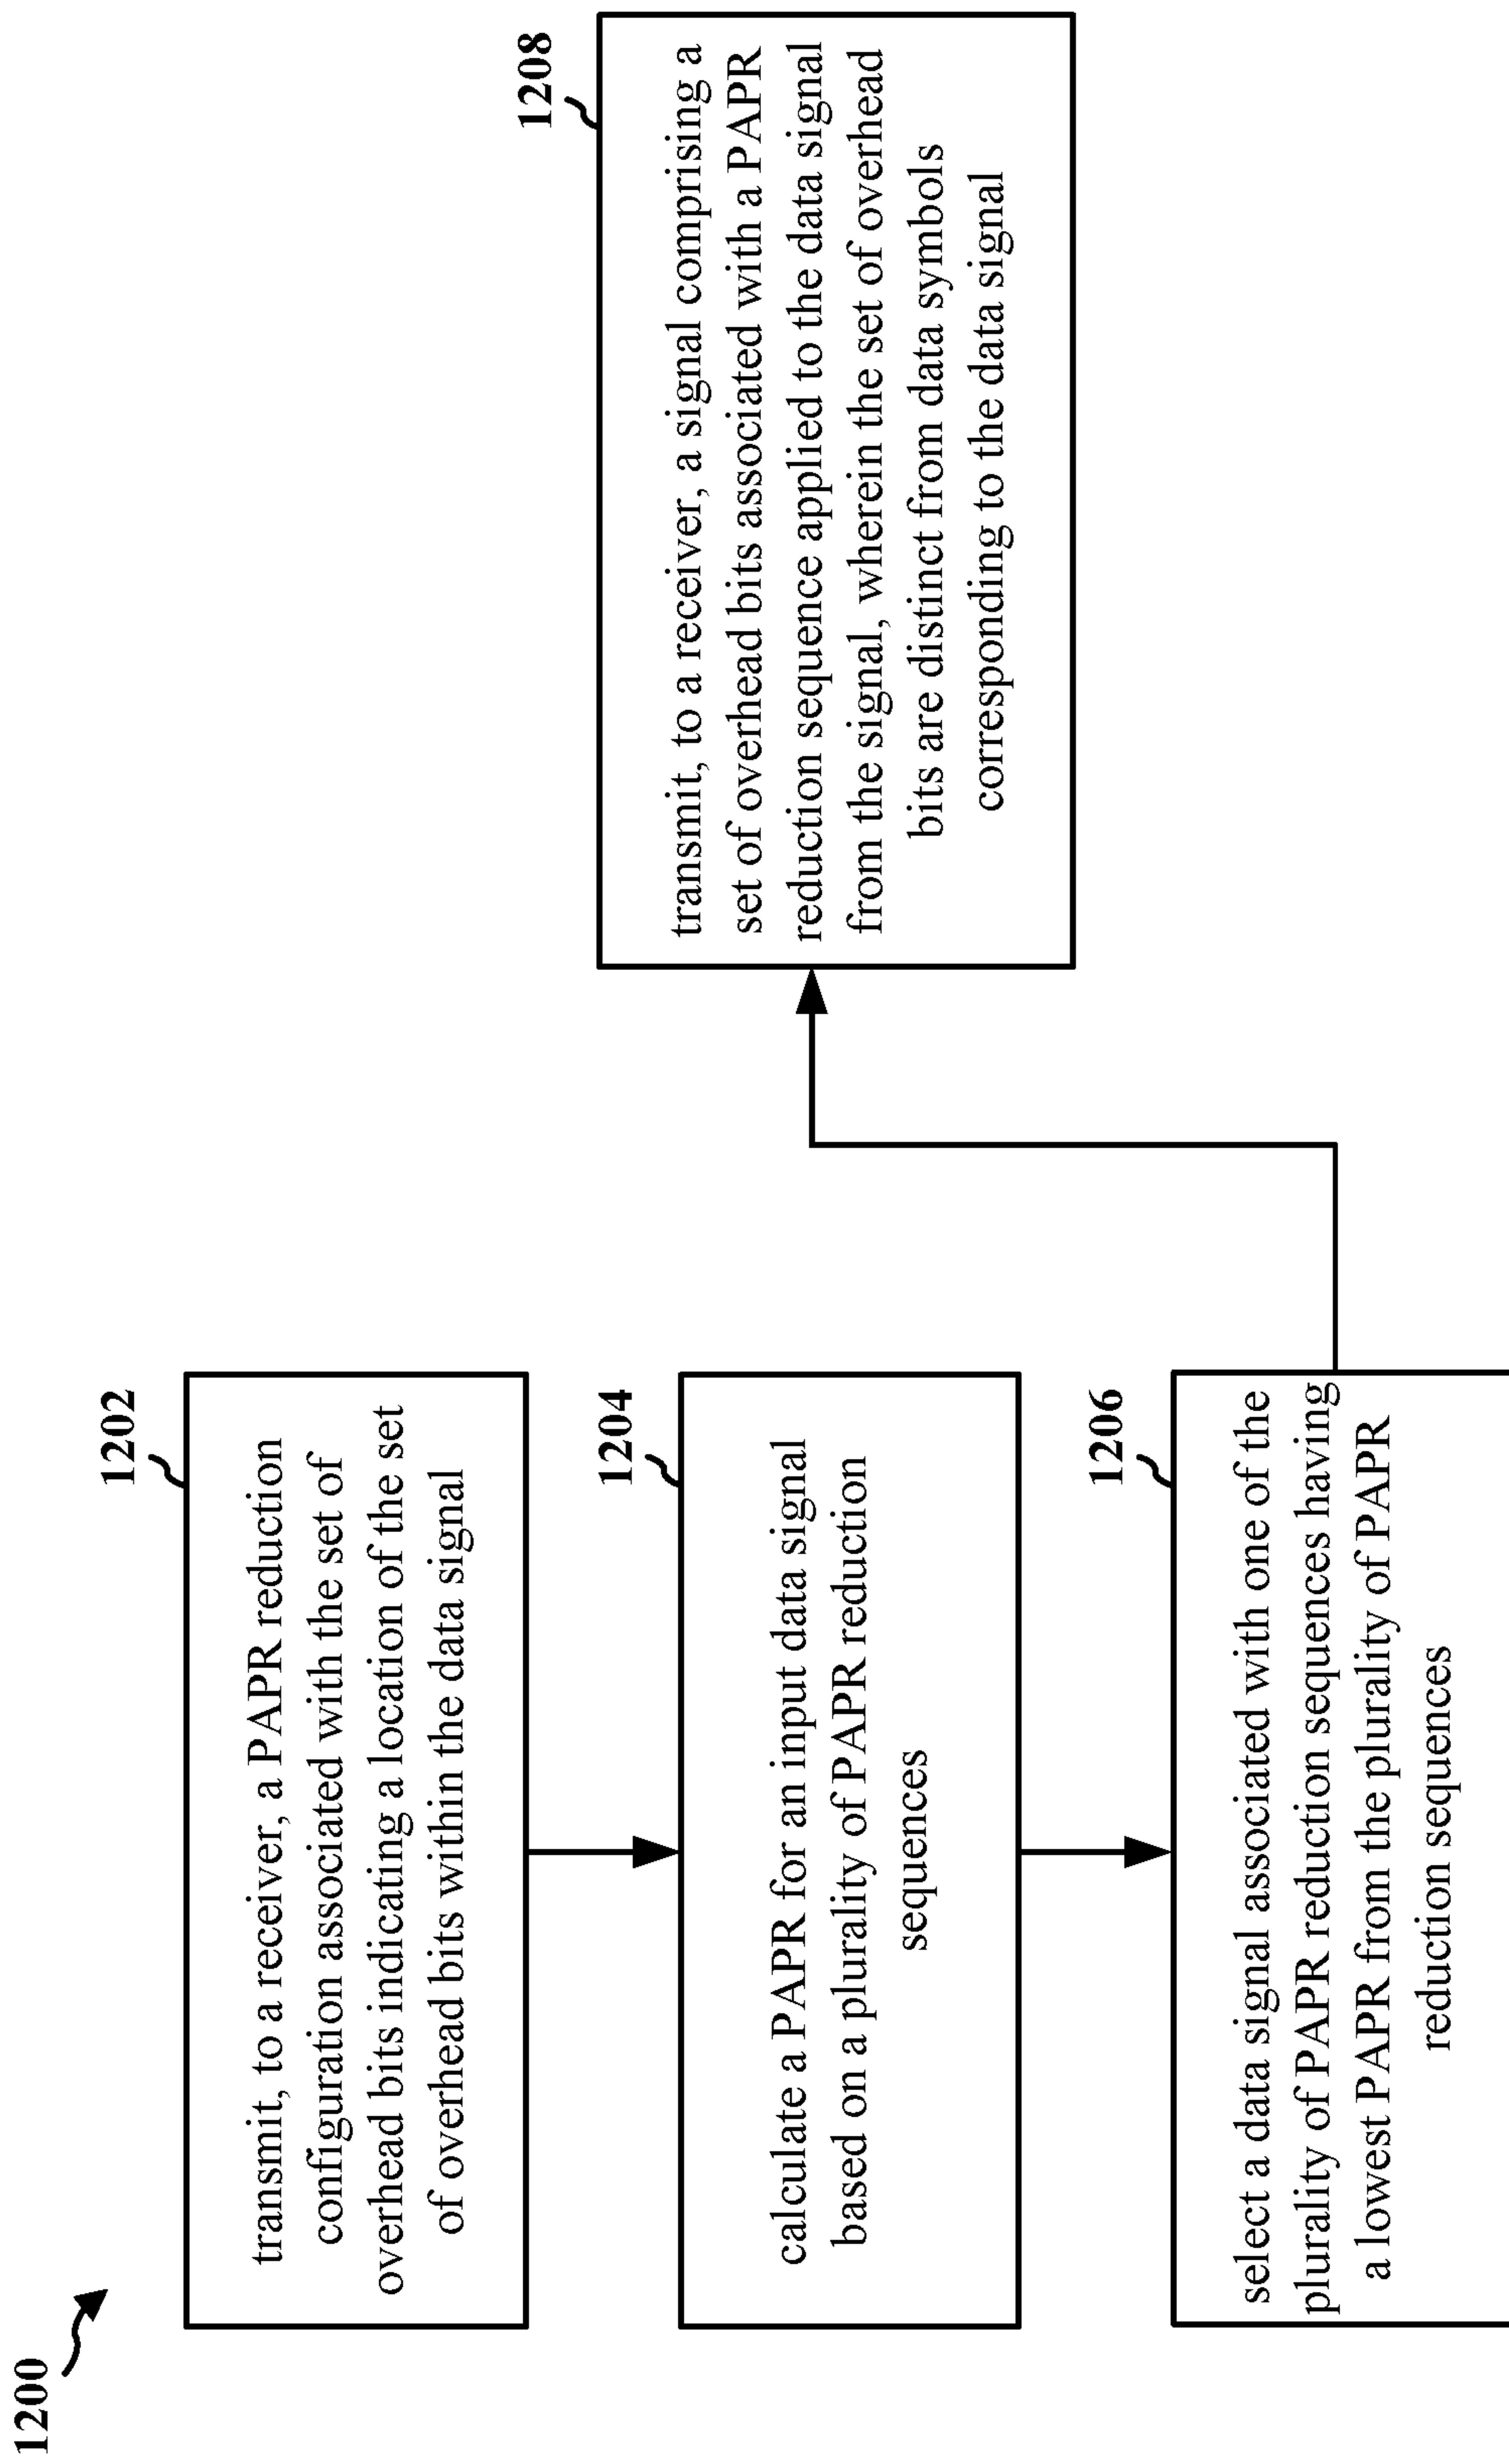 1200
1202
transmit, to a receiver, a PAPR reduction
configuration associated with the set of
overhead bits indicating a location of the set
of overhead bits within the data signal
1204
calculate a PAPR for an input data signal
based on a plurality of PAPR reduction
sequences
1206
select a data signal associated with one of the
plurality of PAPR reduction sequences having
a lowest PAPR from the plurality of PAPR
reduction sequences
1208
transmit, to a receiver, a signal comprising a
set of overhead bits associated with a PAPR
reduction sequence applied to the data signal
from the signal, wherein the set of overhead
bits are distinct from data symbols
corresponding to the data signal